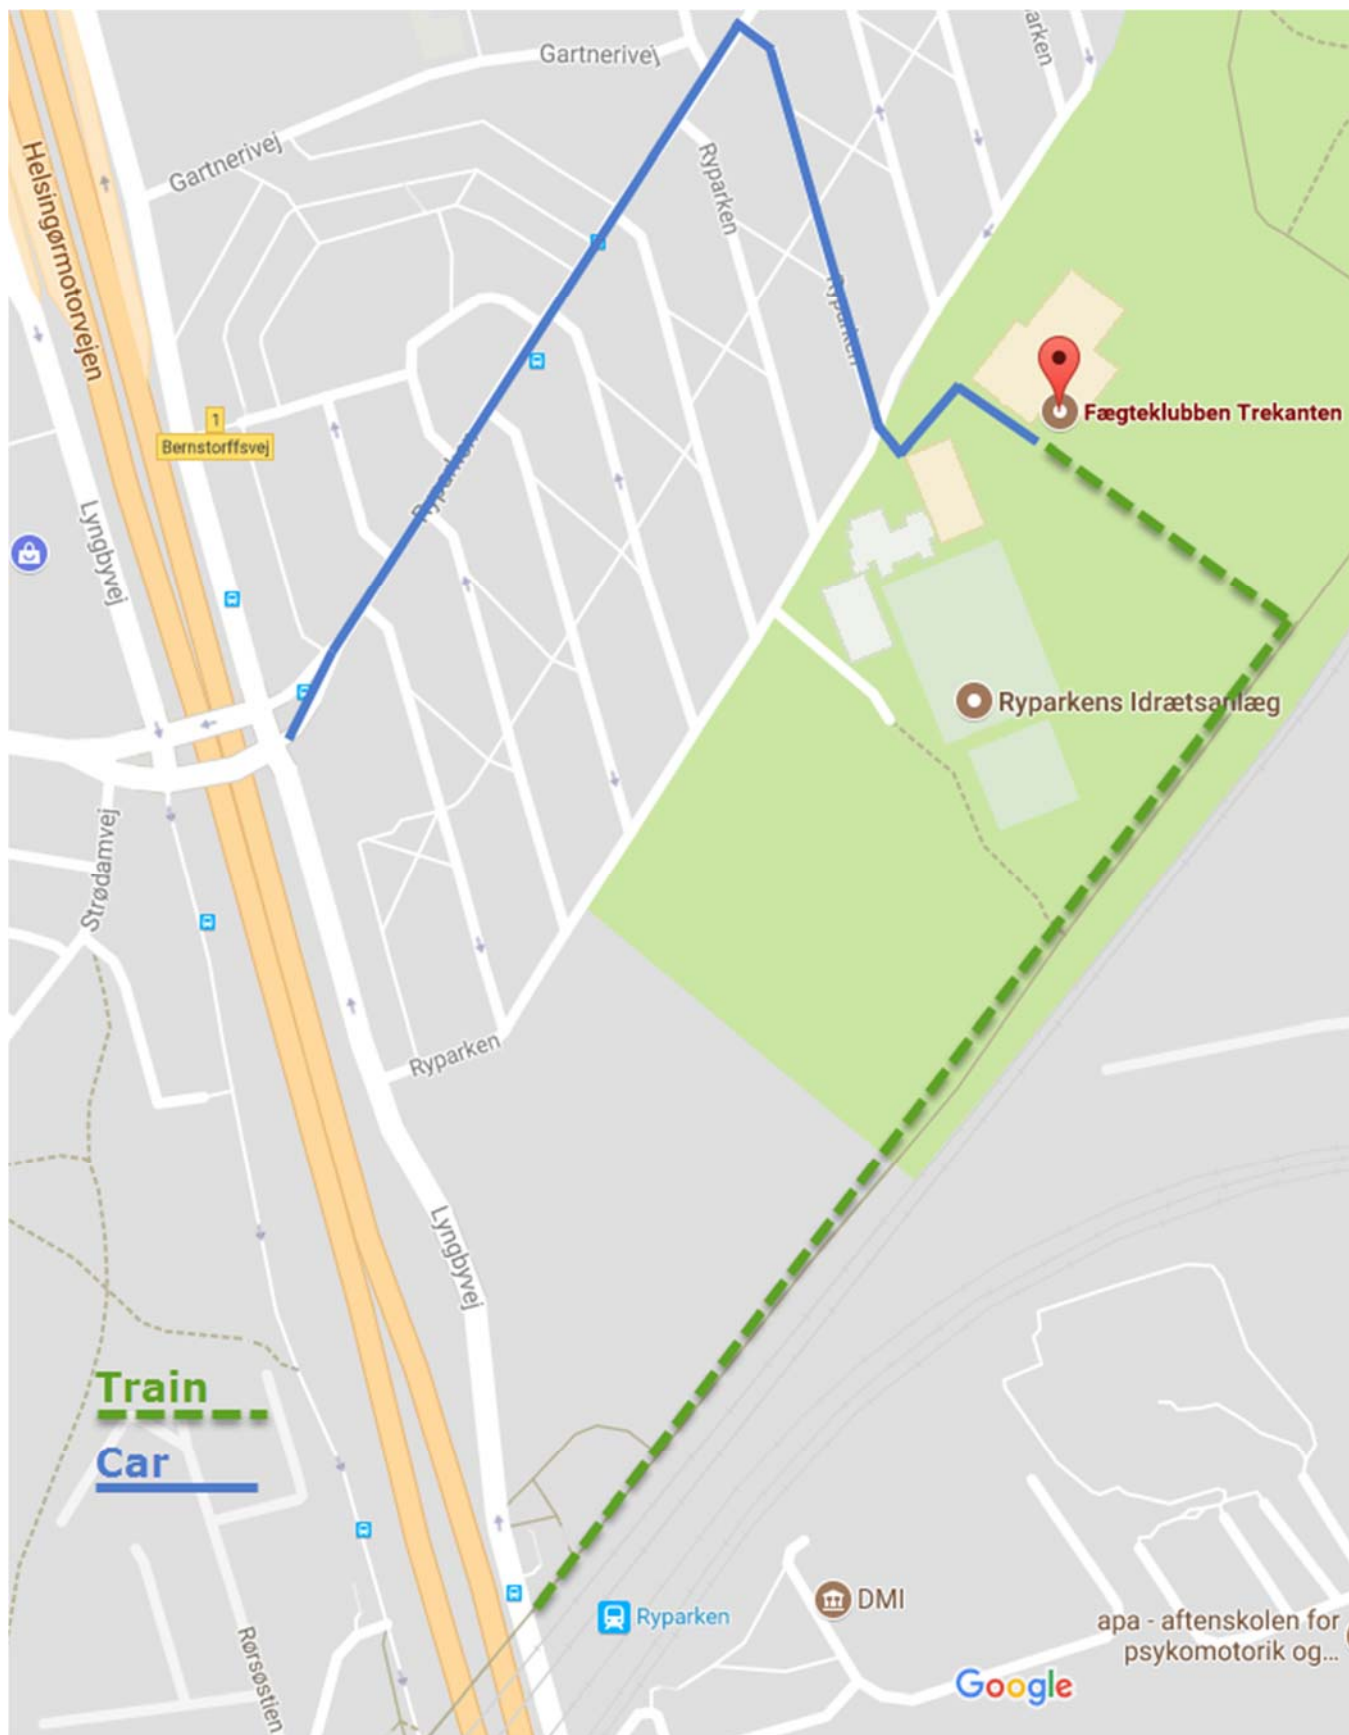 Gartnerivej
arken
Gartnerivej
Ryparken
Helsingørmotorvejen
Ryparken
Fægteklubben Trekanten
1
Bernstorffsvej
Ryparken
Lyngbyvej
Ryparkens Idrætsanlæg
Strødamvej
Ryparken
Lyngbyvej
Train
Car
Ryparken
DMI
apa - aftenskolen for
psykomotorik og...
Rørsøstien
Google